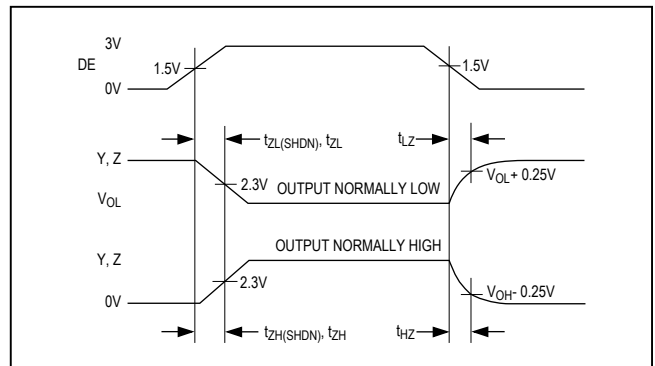 3V
DE
1.5V
1.5V
0V
tZL(SHDN), tZL
tLZ
Y, Z
2.3V
OUTPUT NORMALLY LOW
VOL + 0.25V
VOL
OUTPUT NORMALLY HIGH
Y, Z
2.3V
VOH - 0.25V
0V
tZH(SHDN), tZH
tHZ